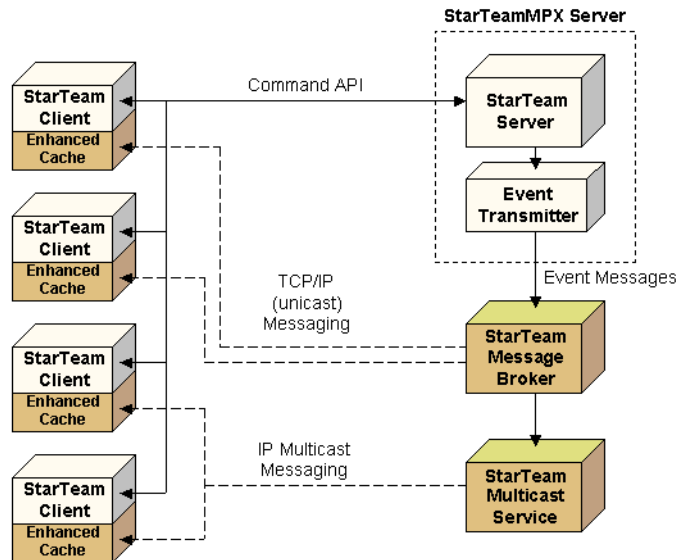 StarTeamMPX Server
StarTeam
Client
Enhanced
Cache
Command API
StarTeam
Server
Event
Transmitter
StarTeam
Client
Enhanced
Cache
TCP/IP
(unicast)
Messaging
Event Messages
StarTeam
Message
Broker
StarTeam
Client
Enhanced
Cache
IP Multicast
Messaging
StarTeam
Multicast
Service
StarTeam
Client
Enhanced
Cache